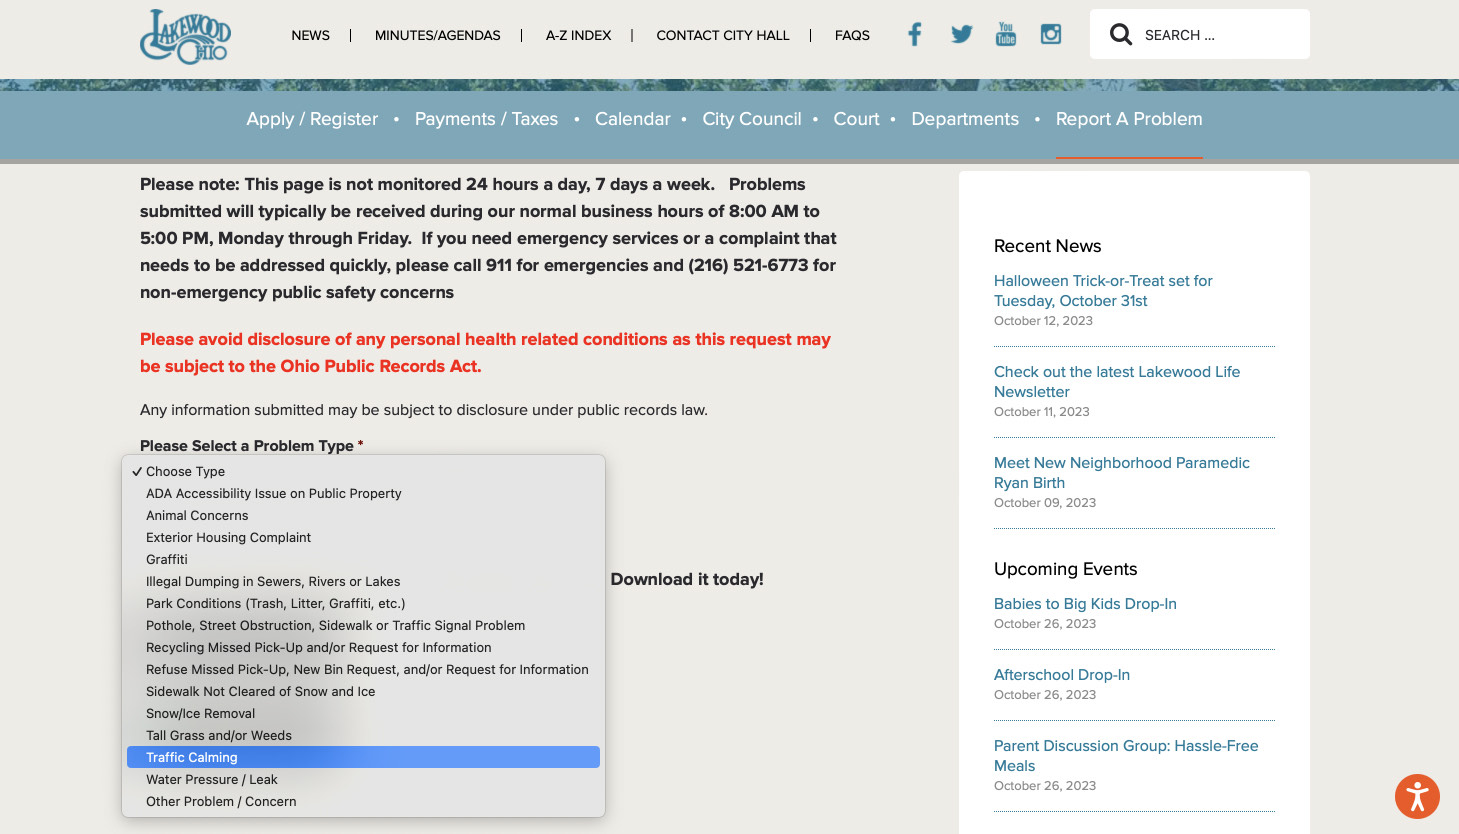 LAKEWOOD
OHIO
NEWS | MINUTES/AGENDAS | A-Z INDEX | CONTACT CITY HALL | FAQS
You
Tube
SEARCH ...
Apply / Register • Payments / Taxes • Calendar • City Council • Court • Departments • Report A Problem
Please note: This page is not monitored 24 hours a day, 7 days a week. Problems
submitted will typically be received during our normal business hours of 8:00 AM to
5:00 PM, Monday through Friday. If you need emergency services or a complaint that
needs to be addressed quickly, please call 911 for emergencies and (216) 521-6773 for
non-emergency public safety concerns
Please avoid disclosure of any personal health related conditions as this request may
be subject to the Ohio Public Records Act.
Any information submitted may be subject to disclosure under public records law.
Please Select a Problem Type *
✓ Choose Type
ADA Accessibility Issue on Public Property
Animal Concerns
Exterior Housing Complaint
Graffiti
Illegal Dumping in Sewers, Rivers or Lakes
Park Conditions (Trash, Litter, Graffiti, etc.)
Pothole, Street Obstruction, Sidewalk or Traffic Signal Problem
Recycling Missed Pick-Up and/or Request for Information
Refuse Missed Pick-Up, New Bin Request, and/or Request for Information
Sidewalk Not Cleared of Snow and Ice
Snow/Ice Removal
Tall Grass and/or Weeds
Traffic Calming
Water Pressure / Leak
Other Problem / Concern
Download it today!
Recent News
Halloween Trick-or-Treat set for
Tuesday, October 31st
October 12, 2023
Check out the latest Lakewood Life
Newsletter
October 11, 2023
Meet New Neighborhood Paramedic
Ryan Birth
October 09, 2023
Upcoming Events
Babies to Big Kids Drop-In
October 26, 2023
Afterschool Drop-In
October 26, 2023
Parent Discussion Group: Hassle-Free
Meals
October 26, 2023